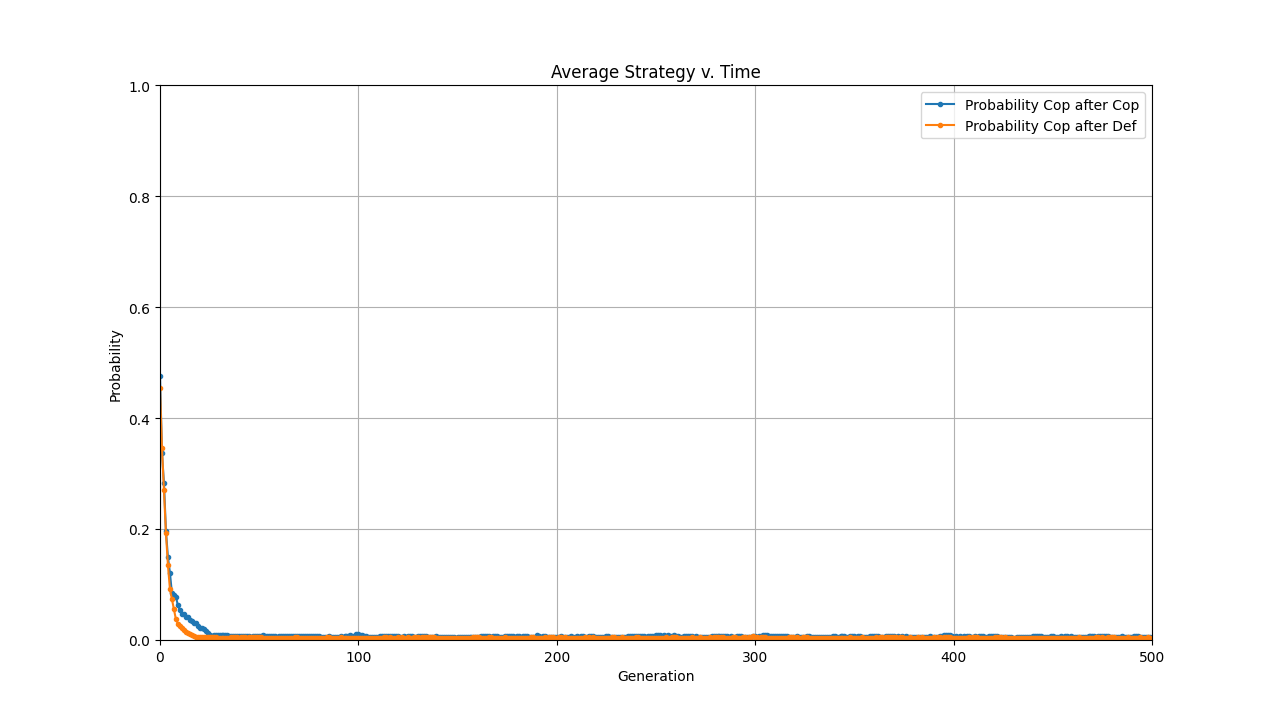 Average Strategy v. Time
1.0
0.8
0.6
0.4
0.2
0.0
Probability
Probability Cop after Cop
Probability Cop after Def
0 100 200 300 400 500
Generation